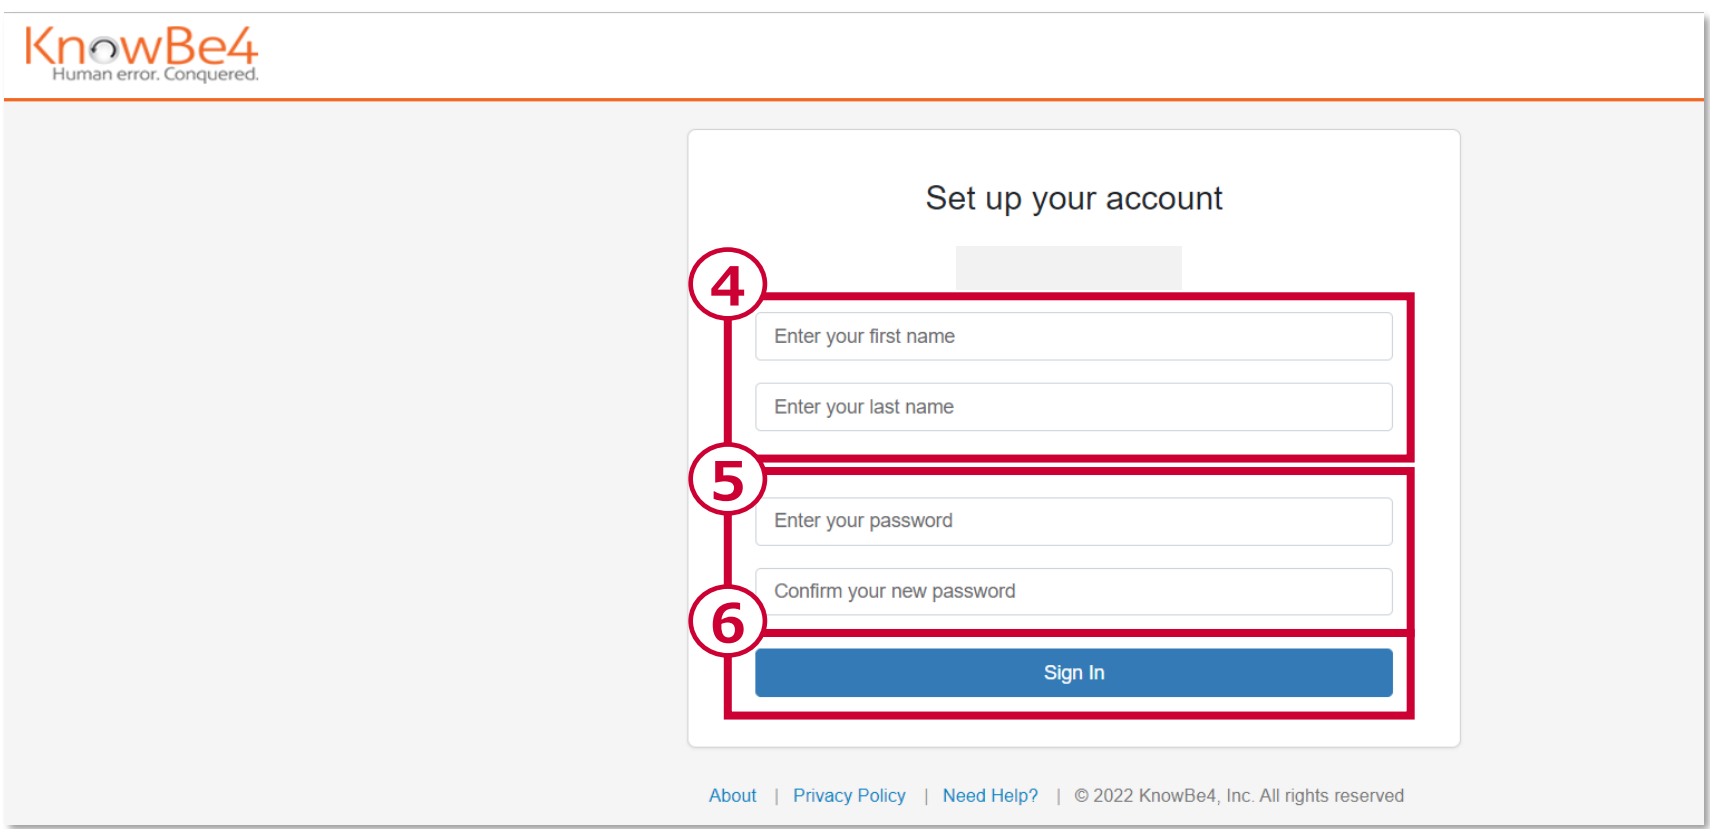 KnowBe4
Human error. Conquered.
Set up your account
④
Enter your first name
Enter your last name
⑤
Enter your password
Confirm your new password
⑥
Sign In
About | Privacy Policy | Need Help? | © 2022 KnowBe4, Inc. All rights reserved